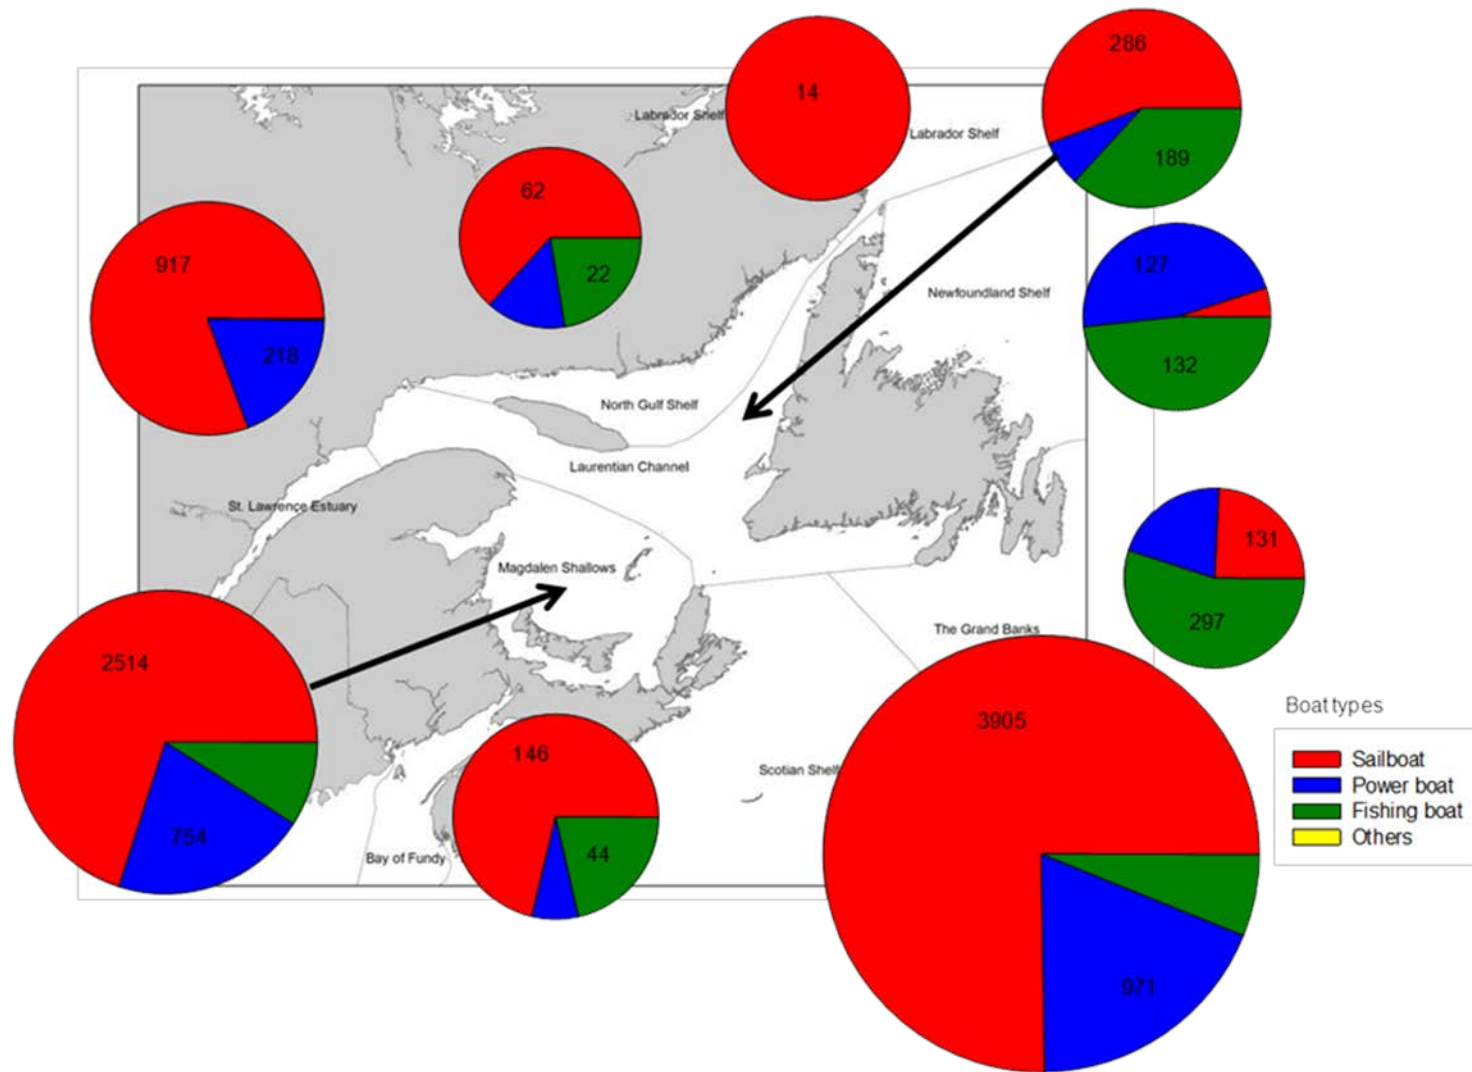 14
286
Labrador Shelf
Labrador Shelf
189
62
917
22
127
Newfoundland Shelf
218
132
North Gulf Shelf
Laurentian Channel
St. Lawrence Estuary
131
Magdalen Shallows
297
The Grand Banks
2514
Boat types
3905
146
Scotian Shelf
Sailboat
Power boat
Fishing boat
Others
754
44
Bay of Fundy
971